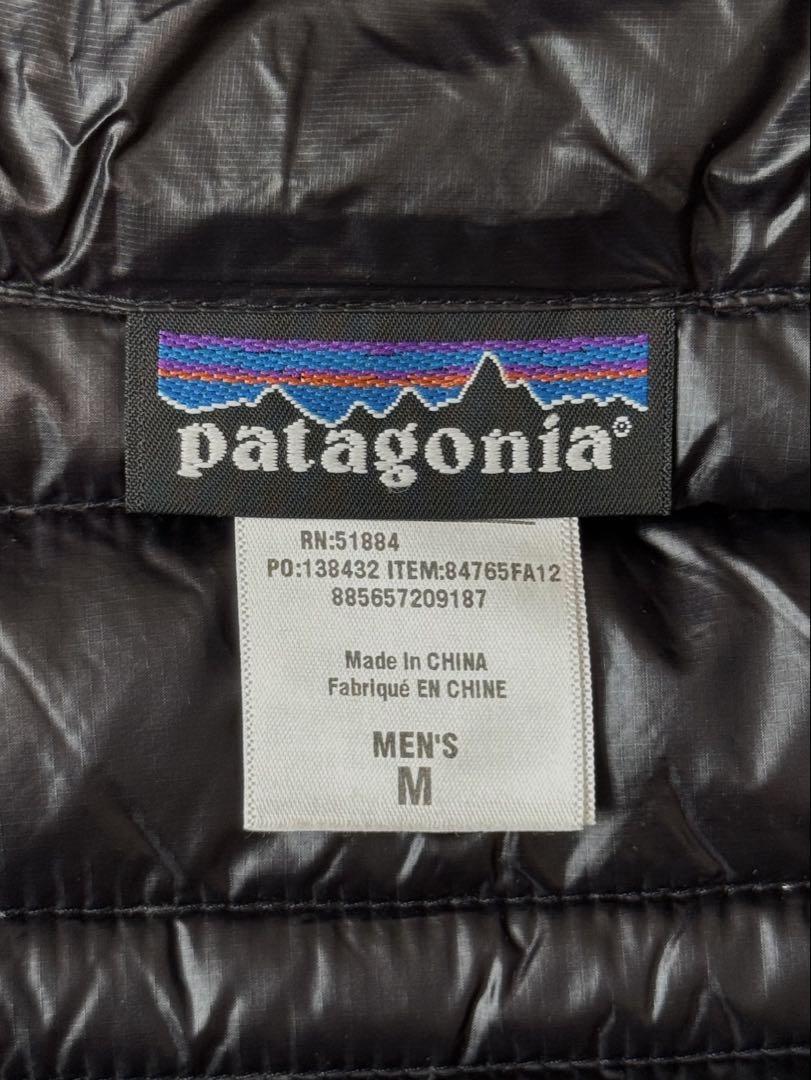 patagonia®
RN:51884
PO:138432 ITEM:84765FA12
885657209187
Made In CHINA
Fabriqué EN CHINE
MEN'S
M